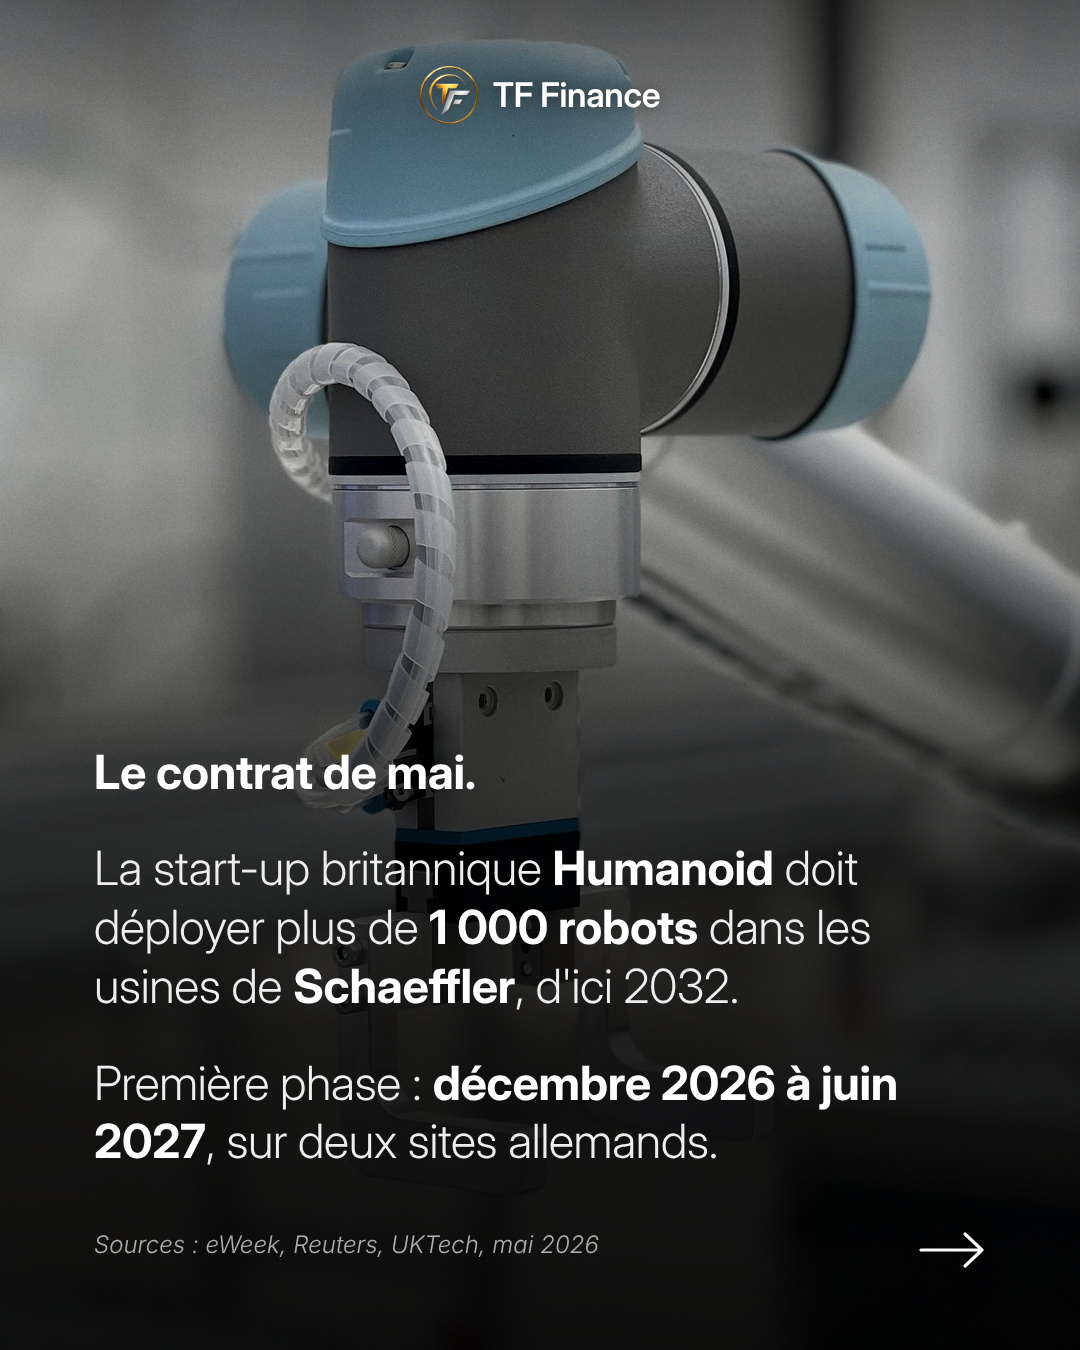 TF Finance
Le contrat de mai.
La start-up britannique Humanoid doit
déployer plus de 1 000 robots dans les
usines de Schaeffler, d'ici 2032.
Première phase : décembre 2026 à juin
2027, sur deux sites allemands.
Sources : eWeek, Reuters, UKTech, mai 2026